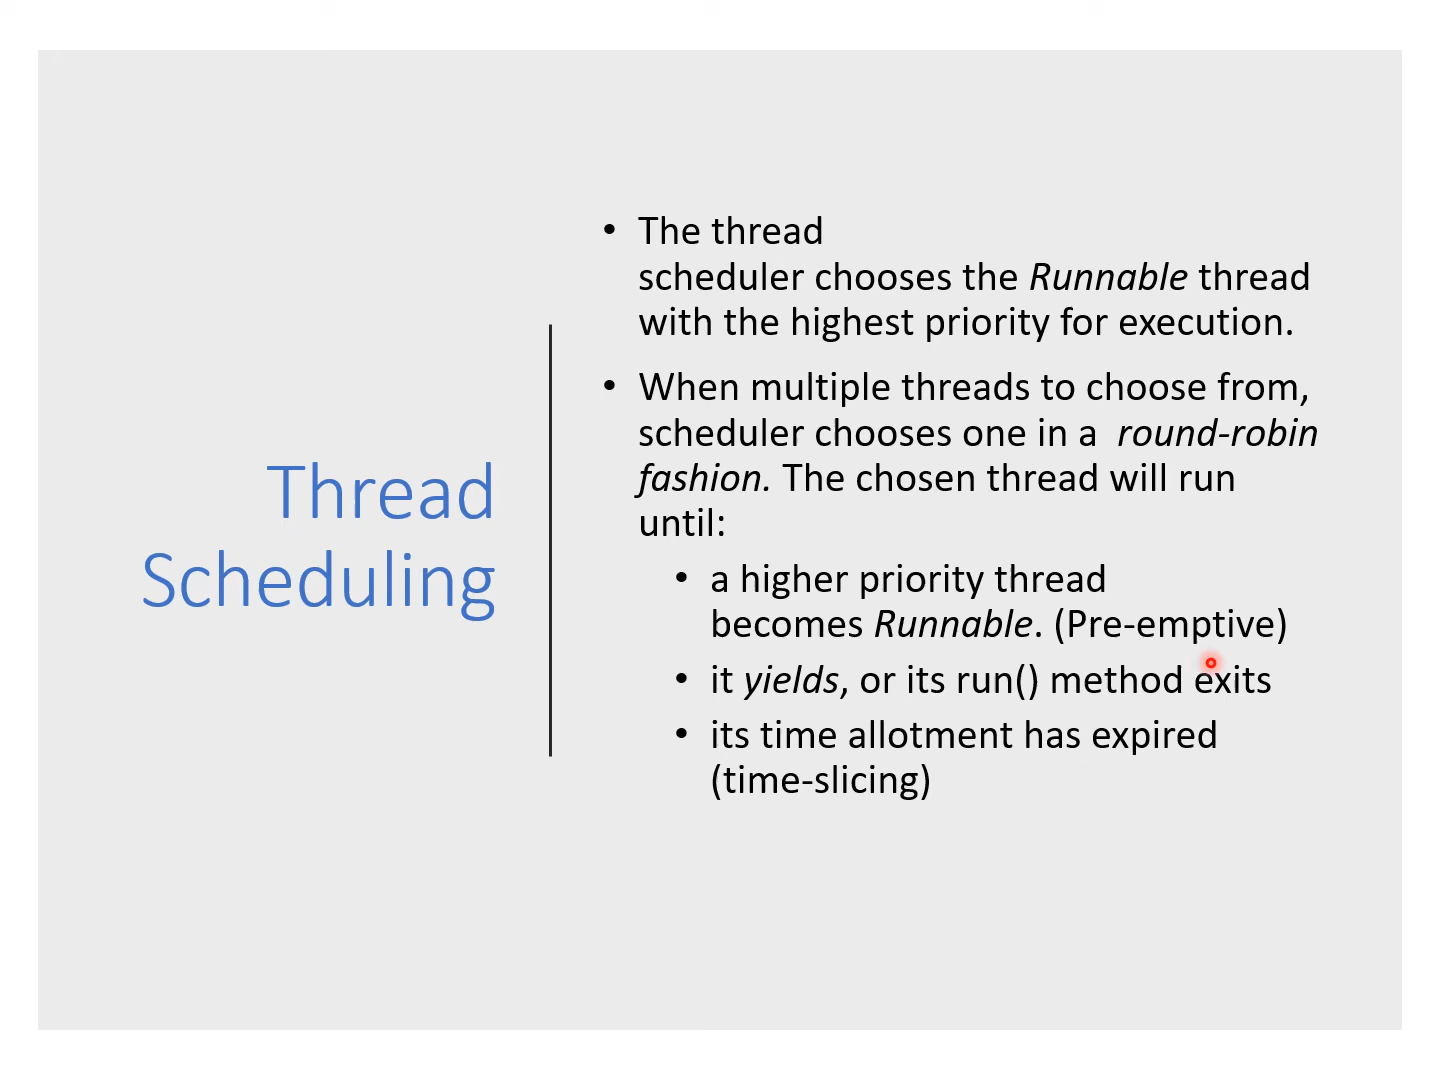 Thread
Scheduling
• The thread
scheduler chooses the Runnable thread
with the highest priority for execution.
• When multiple threads to choose from,
scheduler chooses one in a round-robin
fashion. The chosen thread will run
until:
• a higher priority thread
becomes Runnable. (Pre-emptive)
• it yields, or its run() method exits
• its time allotment has expired
(time-slicing)